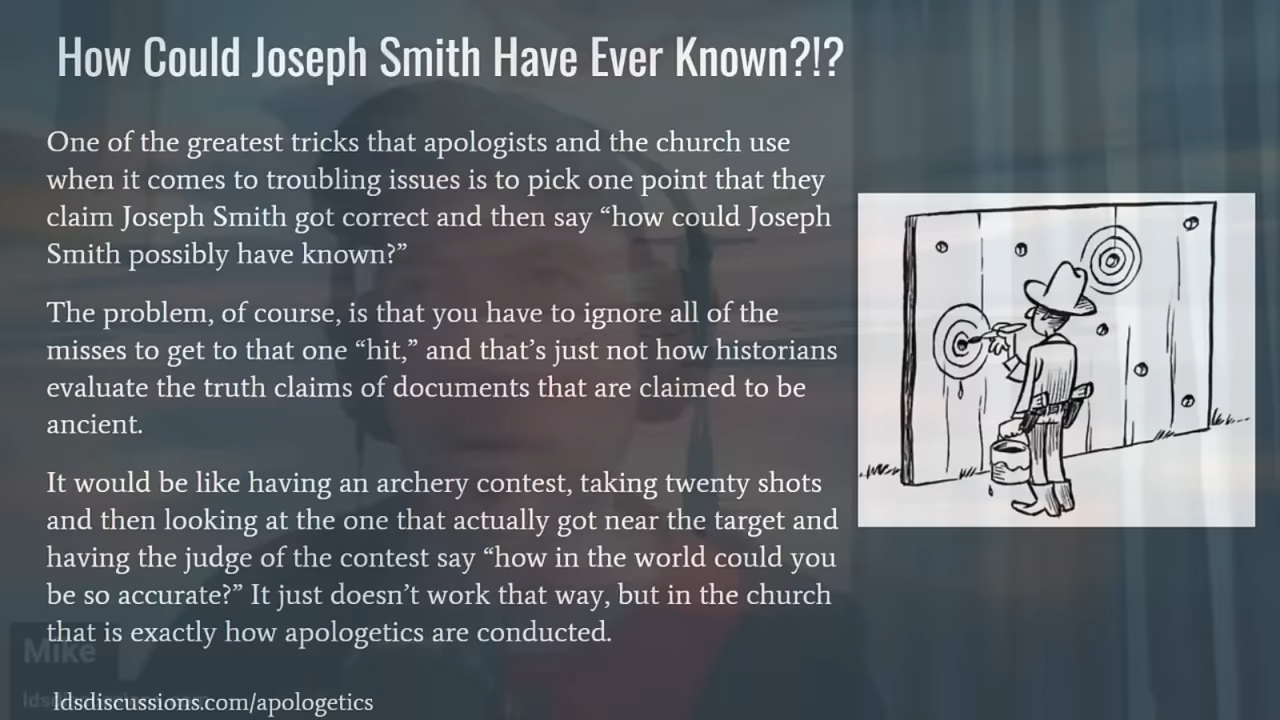 How Could Joseph Smith Have Ever Known?!?
One of the greatest tricks that apologists and the church use
when it comes to troubling issues is to pick one point that they
claim Joseph Smith got correct and then say “how could Joseph
Smith possibly have known?”
The problem, of course, is that you have to ignore all of the
misses to get to that one “hit,” and that’s just not how historians
evaluate the truth claims of documents that are claimed to be
ancient.
It would be like having an archery contest, taking twenty shots
and then looking at the one that actually got near the target and
having the judge of the contest say “how in the world could you
be so accurate?” It just doesn’t work that way, but in the church
that is exactly how apologetics are conducted.
Mike
ldsdiscussions.com/apologetics